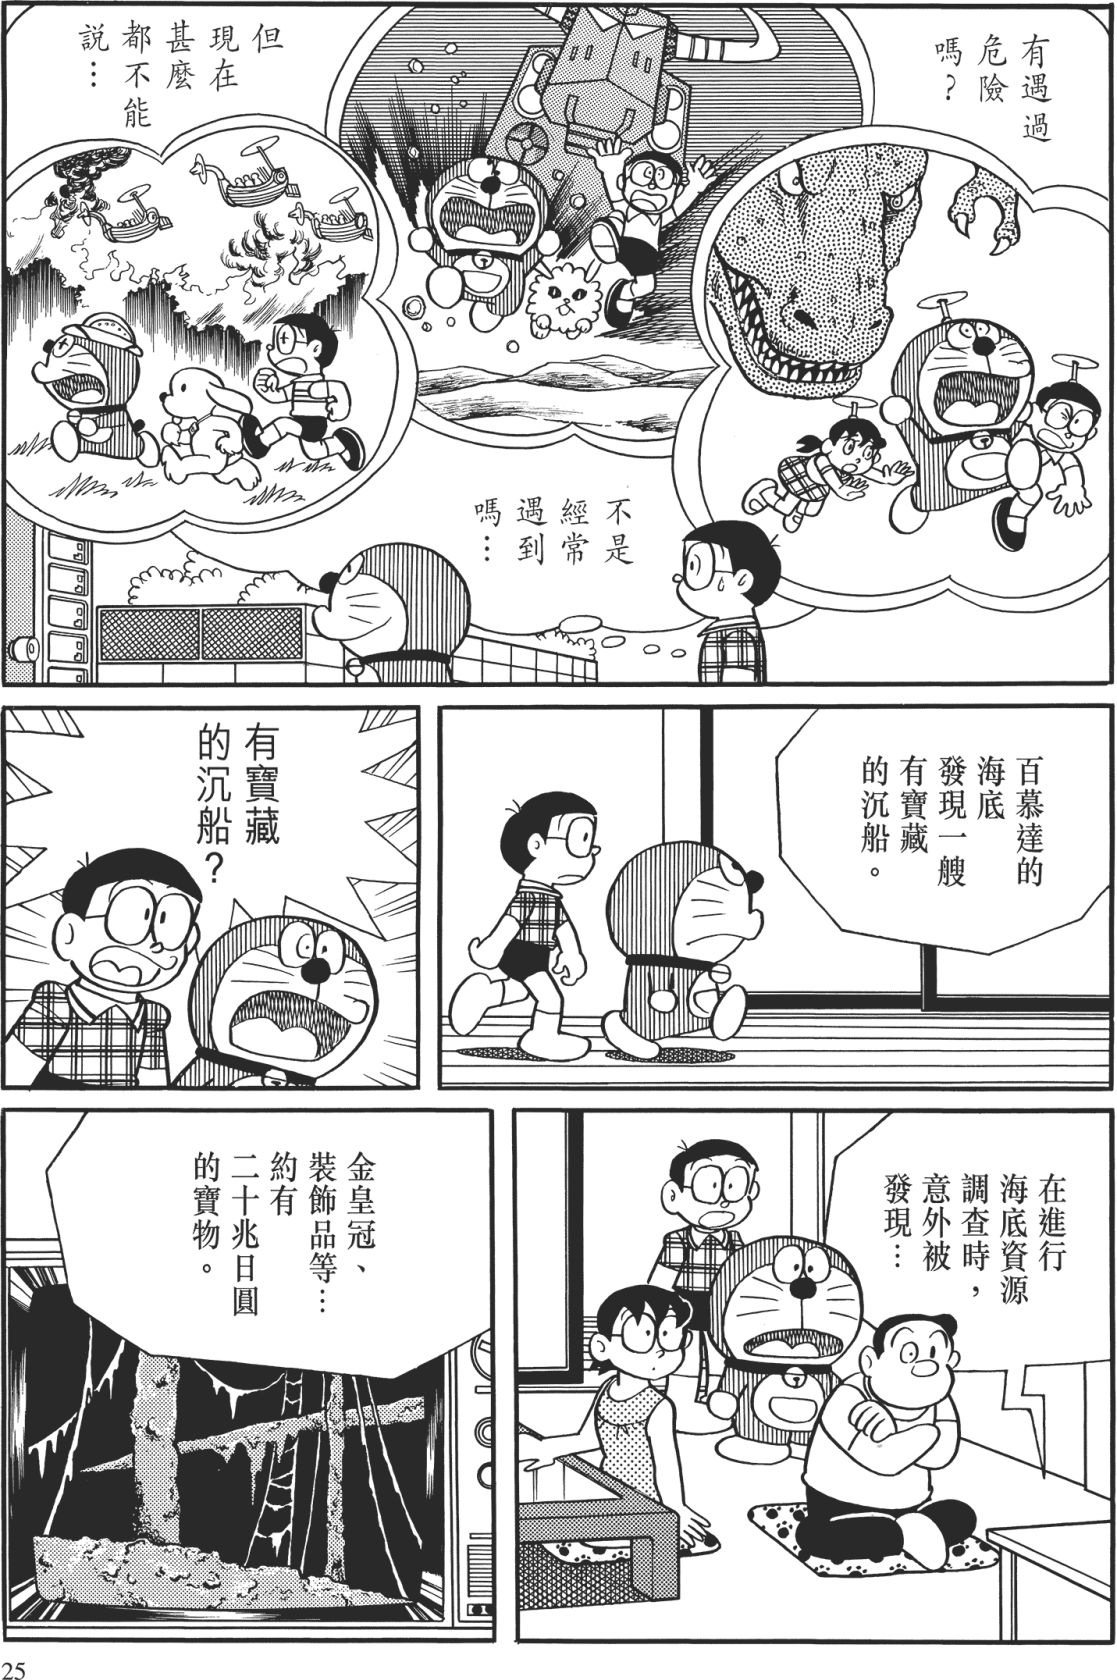 有遇過
危險
嗎？
不是
經常
遇到
嗎…
但
現在
甚麼
都不能
說…
百慕達的
海底
發現一艘
有寶藏
的沉船。
有寶藏
的沉船？
在進行
海底資源
調查時，
意外被
發現…
金皇冠、
裝飾品等…
約有
二十兆日圓
的寶物。
25